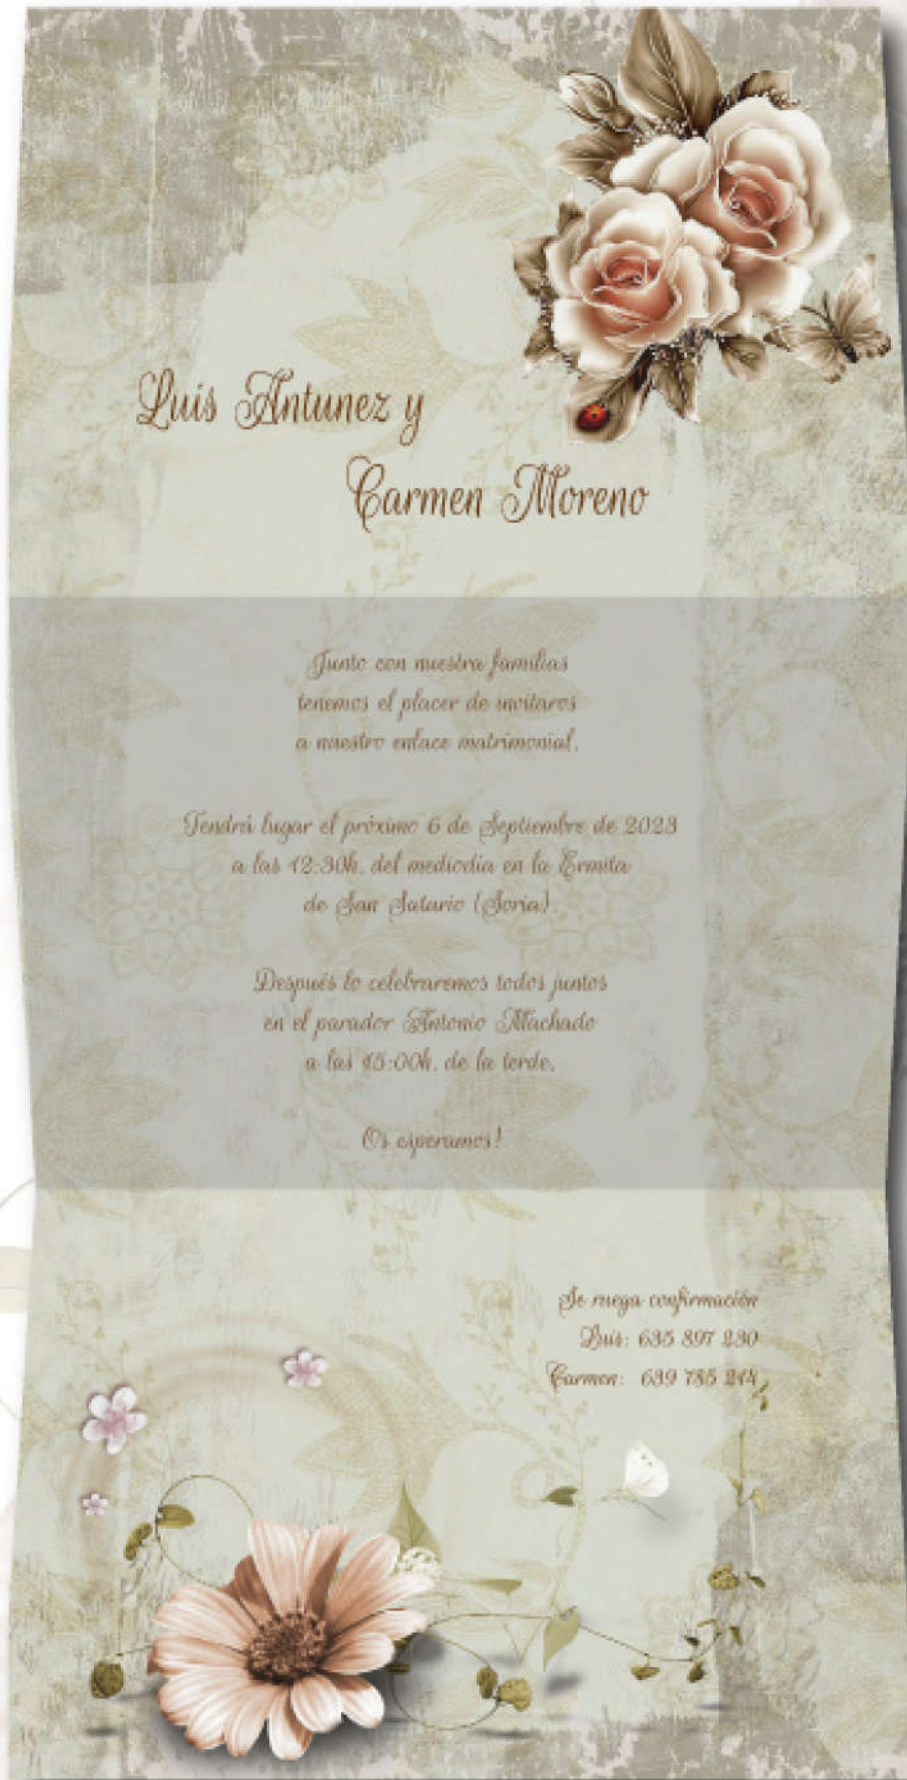 Luis Antunez y
Carmen Moreno
Junto con nuestra familias
tenemos el placer de invitaros
a nuestro enlace matrimonial.
Tendrá lugar el próximo 6 de Septiembre de 2023
a las 12:30h. del mediodía en la Ermita
de San Satario (Soria).
Después lo celebraremos todos juntos
en el parador Antonio Machado
a las 15:00h. de la terde.
Os esperamos!
Se ruega confirmación
Luis: 635 897 230
Carmen: 639 785 214